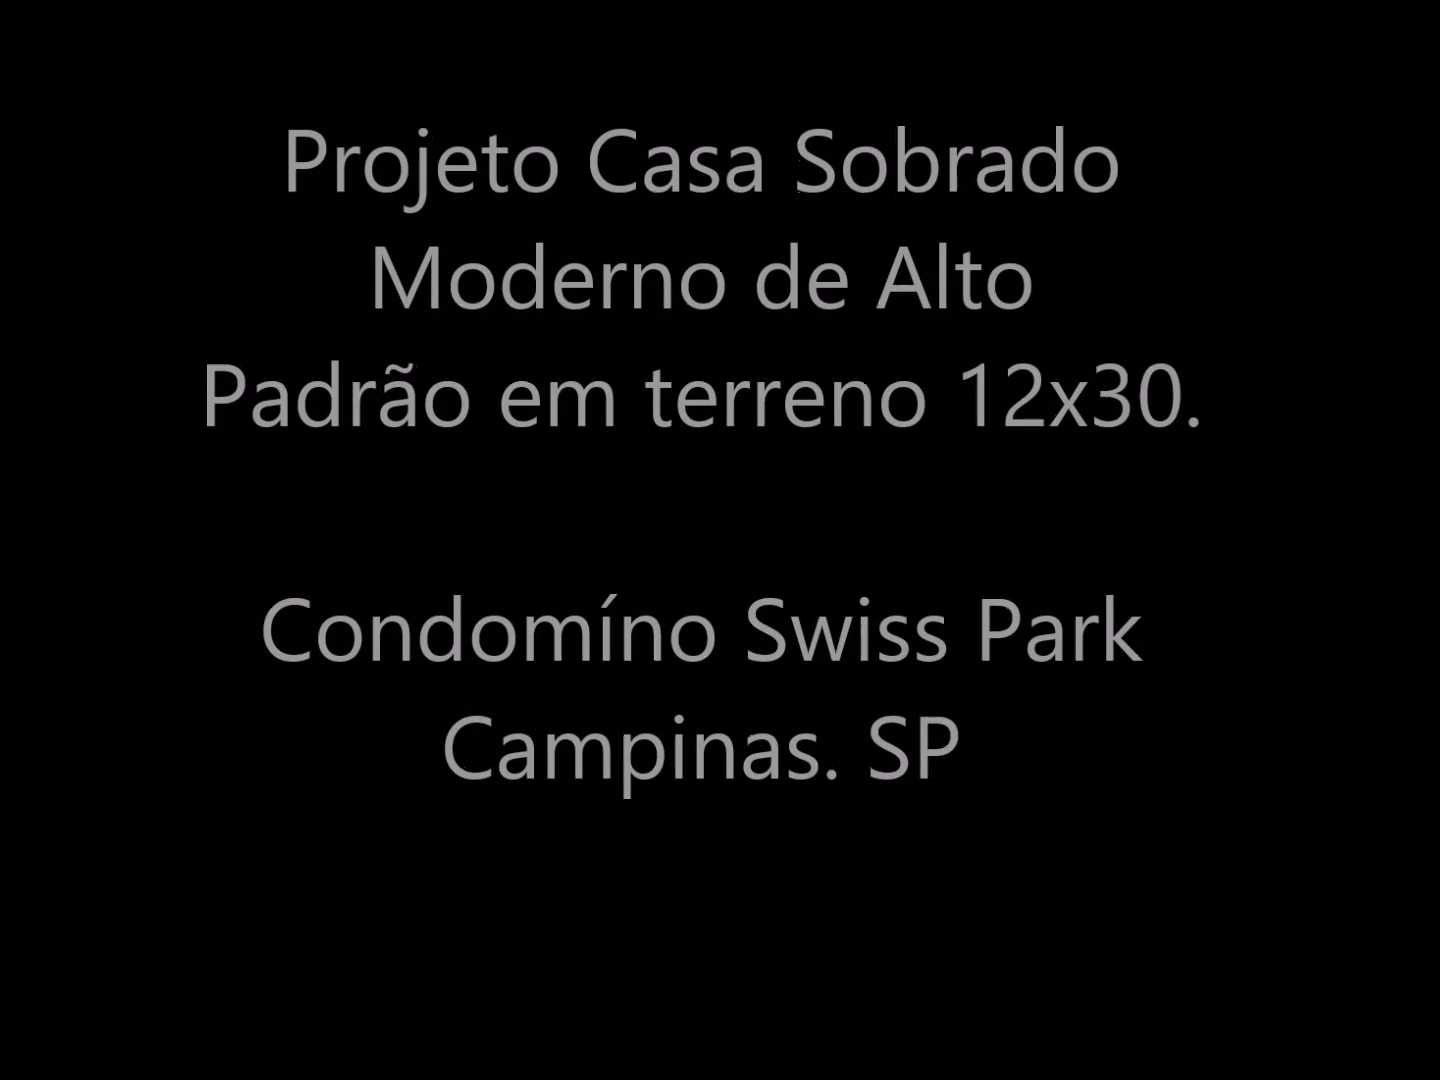 Projeto Casa Sobrado
Moderno de Alto
Padrão em terreno 12x30.
Condomíno Swiss Park
Campinas. SP